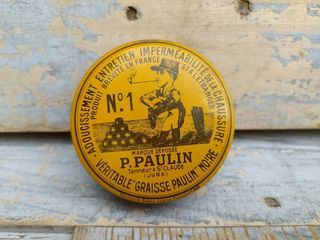 ADOUCISSEMENT ENTRETIEN IMPERMÉABILITÉ DE LA CHAUSSURE
PRODUIT BREVETÉ EN FRANCE ET A L'ETRANGER
N°.1
MARQUE DÉPOSÉE
P. PAULIN
Tanneur à St CLAUDE
(JURA)
VÉRITABLE "GRAISSE PAULIN" NOIRE